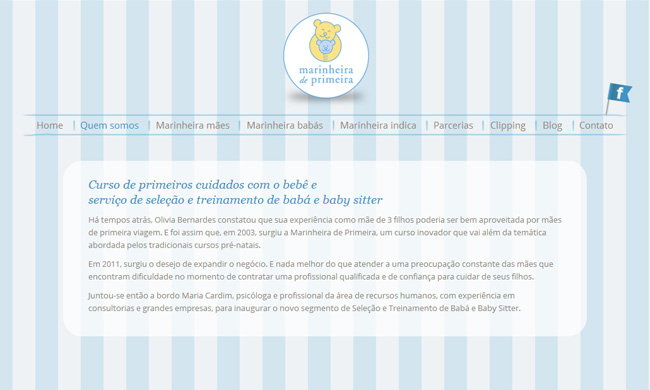 marinheira
de primeira
f
Home
Quem somos
Marinheira mães
Marinheira babás
Marinheira indica
Parcerias
Clipping
Blog
Contato
Curso de primeiros cuidados com o bebê e
serviço de seleção e treinamento de babá e baby sitter
Há tempos atrás, Olivia Bernardes constatou que sua experiência como mãe de 3 filhos poderia ser bem aproveitada por mães
de primeira viagem. E foi assim que, em 2003, surgiu a Marinheira de Primeira, um curso inovador que vai além da temática
abordada pelos tradicionais cursos pré-natais.
Em 2011, surgiu o desejo de expandir o negócio. E nada melhor do que atender a uma preocupação constante das mães que
encontram dificuldade no momento de contratar uma profissional qualificada e de confiança para cuidar de seus filhos.
Juntou-se então a bordo Maria Cardim, psicóloga e profissional da área de recursos humanos, com experiência em
consultorias e grandes empresas, para inaugurar o novo segmento de Seleção e Treinamento de Babá e Baby Sitter.